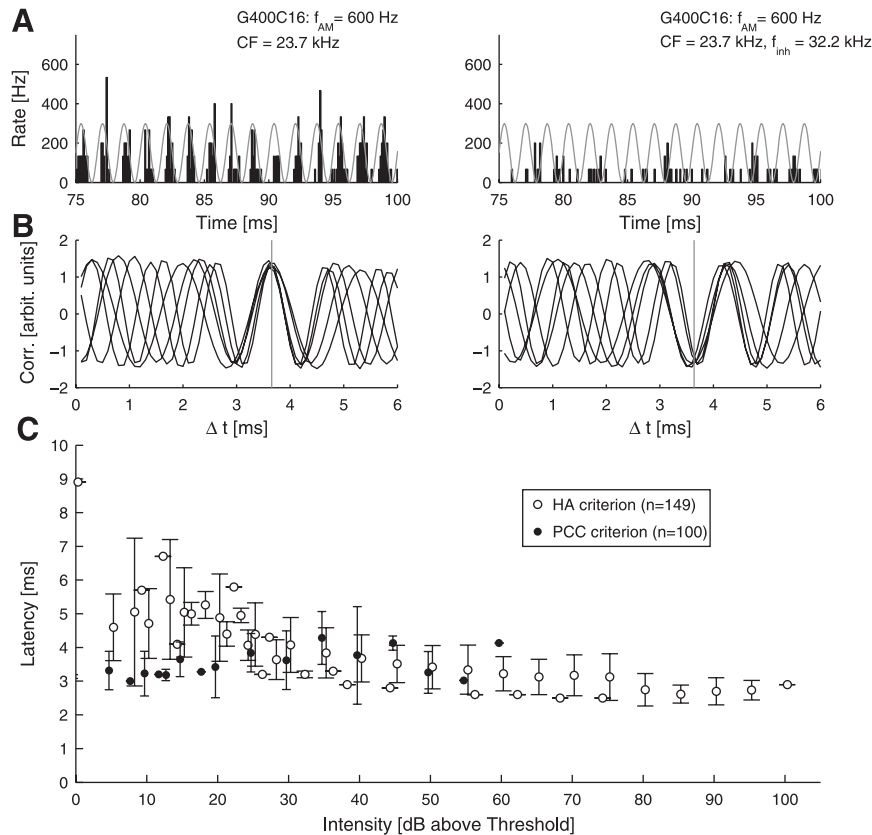 A
G400C16: f_AM = 600 Hz
CF = 23.7 kHz
G400C16: f_AM = 600 Hz
CF = 23.7 kHz, f_inh = 32.2 kHz
Rate [Hz]
600
400
200
0
75 80 85 90 95 100
Time [ms]
600
400
200
0
75 80 85 90 95 100
Time [ms]
B
Corr. [arbit. units]
2
1
0
−1
−2
0 1 2 3 4 5 6
Δ t [ms]
2
1
0
−1
−2
0 1 2 3 4 5 6
Δ t [ms]
C
Latency [ms]
10
9
8
7
6
5
4
3
2
1
0
HA criterion (n=149)
PCC criterion (n=100)
0 10 20 30 40 50 60 70 80 90 100
Intensity [dB above Threshold]